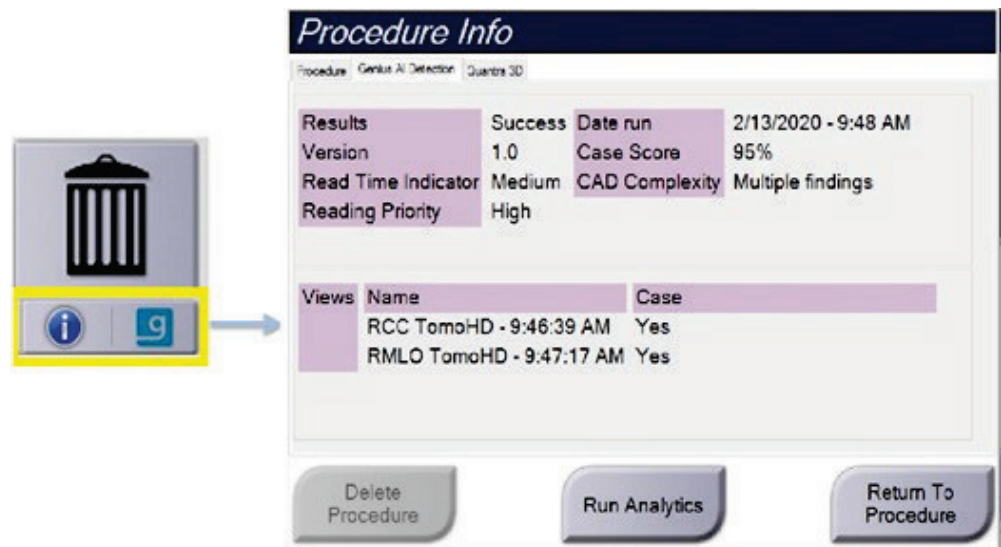 Procedure Info
Procedure Genius AI Detection Quantra 3D
Results Success Date run 2/13/2020 - 9:48 AM
Version 1.0 Case Score 95%
Read Time Indicator Medium CAD Complexity Multiple findings
Reading Priority High
i g
Views Name Case
RCC TomoHD - 9:46:39 AM Yes
RMLO TomoHD - 9:47:17 AM Yes
Delete
Procedure
Run Analytics
Return To
Procedure